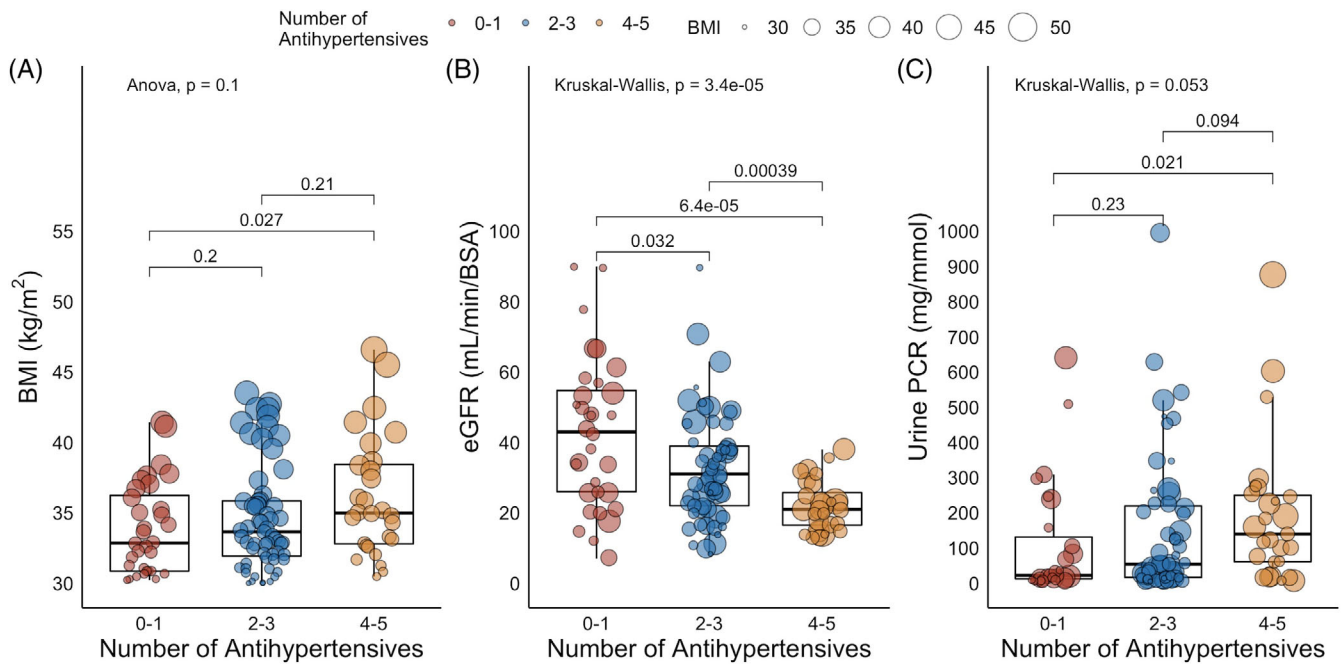 Number of
Antihypertensives
0-1 2-3 4-5
BMI 30 35 40 45 50
(A)
Anova, p = 0.1
0.21
0.027
0.2
BMI (kg/m²)
55
50
45
40
35
30
0-1 2-3 4-5
Number of Antihypertensives
(B)
Kruskal-Wallis, p = 3.4e-05
0.00039
6.4e-05
0.032
eGFR (mL/min/BSA)
100
80
60
40
20
0
0-1 2-3 4-5
Number of Antihypertensives
(C)
Kruskal-Wallis, p = 0.053
0.094
0.021
0.23
Urine PCR (mg/mmol)
1000
900
800
700
600
500
400
300
200
100
0
0-1 2-3 4-5
Number of Antihypertensives